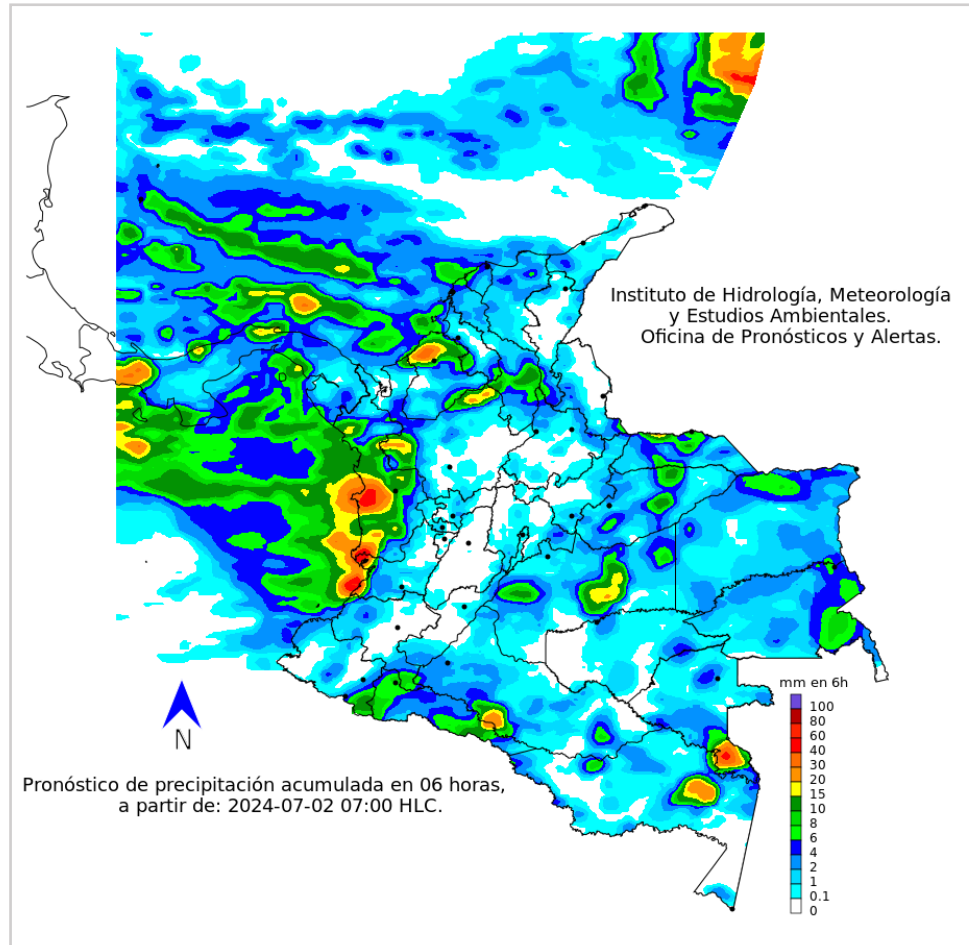 Instituto de Hidrología, Meteorología
y Estudios Ambientales.
Oficina de Pronósticos y Alertas.
mm en 6h
100
80
60
40
30
20
15
10
8
6
4
2
1
0.1
0
N
Pronóstico de precipitación acumulada en 06 horas,
a partir de: 2024-07-02 07:00 HLC.